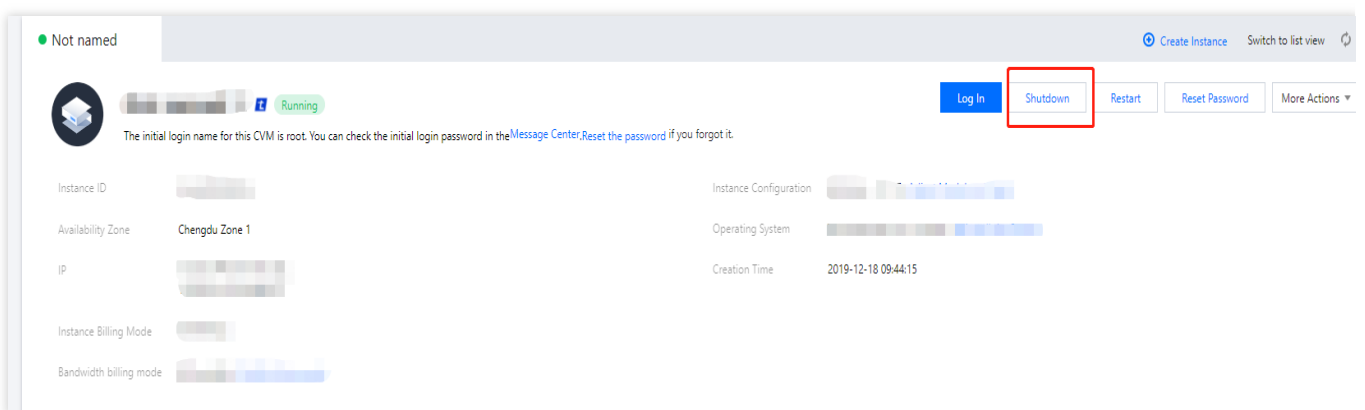 Not named
Create Instance Switch to list view
Running
Log In Shutdown Restart Reset Password More Actions
The initial login name for this CVM is root. You can check the initial login password in theMessage Center,Reset the password if you forgot it.
Instance ID
Instance Configuration
Availability Zone Chengdu Zone 1
Operating System
IP
Creation Time 2019-12-18 09:44:15
Instance Billing Mode
Bandwidth billing mode